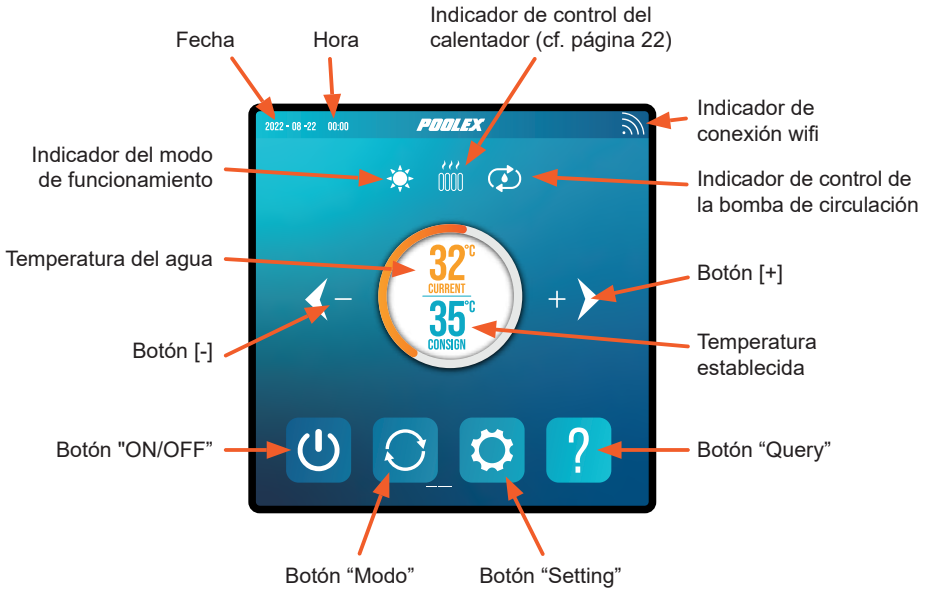 Indicador de control del
calentador (cf. página 22)
Fecha
Hora
Indicador de
conexión wifi
2022 - 08 -22 00:00 POOLEX
Indicador del modo
de funcionamiento
Indicador de control de
la bomba de circulación
Temperatura del agua
32°C
CURRENT
35°C
CONSIGN
− +
Botón [+]
Botón [-]
Temperatura
establecida
Botón "ON/OFF”
?
Botón “Query”
Botón “Modo”
Botón “Setting”